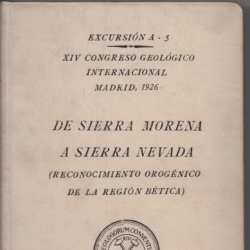 EXCURSIÓN A - 5
XIV CONGRESO GEOLÓGICO
INTERNACIONAL
MADRID, 1926
DE SIERRA MORENA
A SIERRA NEVADA
(RECONOCIMIENTO OROGÉNICO
DE LA REGIÓN BÉTICA)